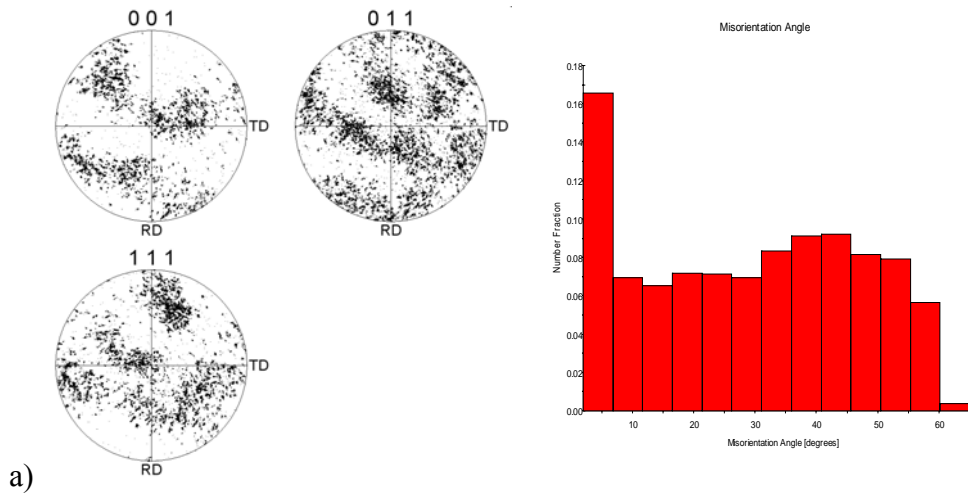 0 0 1
TD
RD
0 1 1
TD
RD
1 1 1
TD
RD
a)
Misorientation Angle
Number Fraction
0.18
0.16
0.14
0.12
0.10
0.08
0.06
0.04
0.02
0.00
10 20 30 40 50 60
Misorientation Angle [degrees]